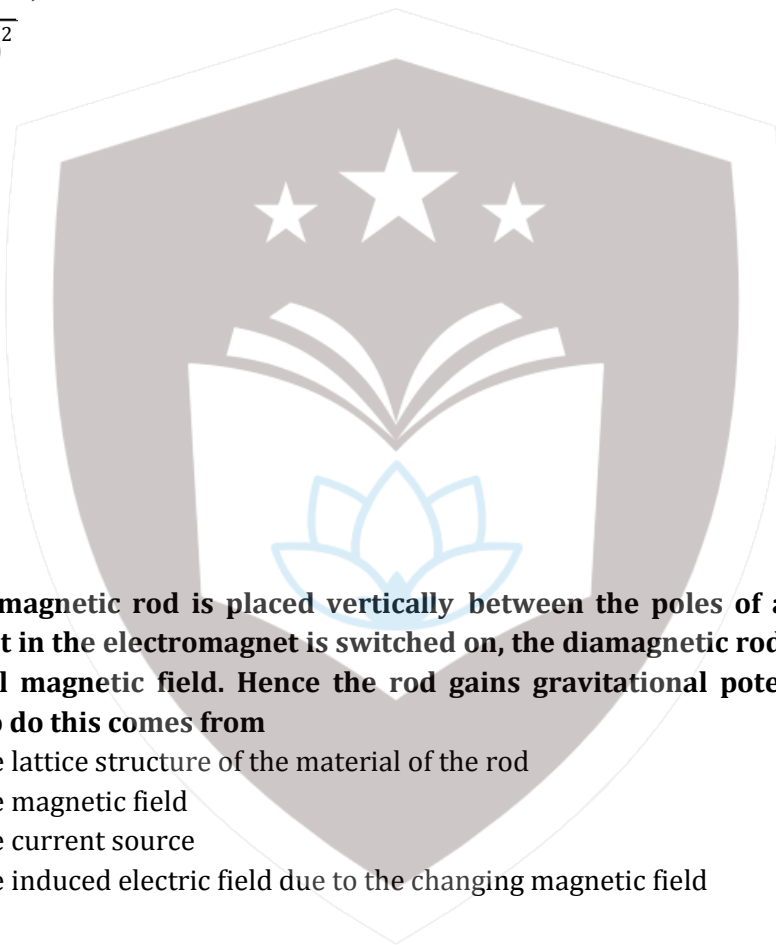 2
magnetic rod is placed vertically between the poles of a
t in the electromagnet is switched on, the diamagnetic rod
l magnetic field. Hence the rod gains gravitational pote
o do this comes from
e lattice structure of the material of the rod
e magnetic field
e current source
e induced electric field due to the changing magnetic field